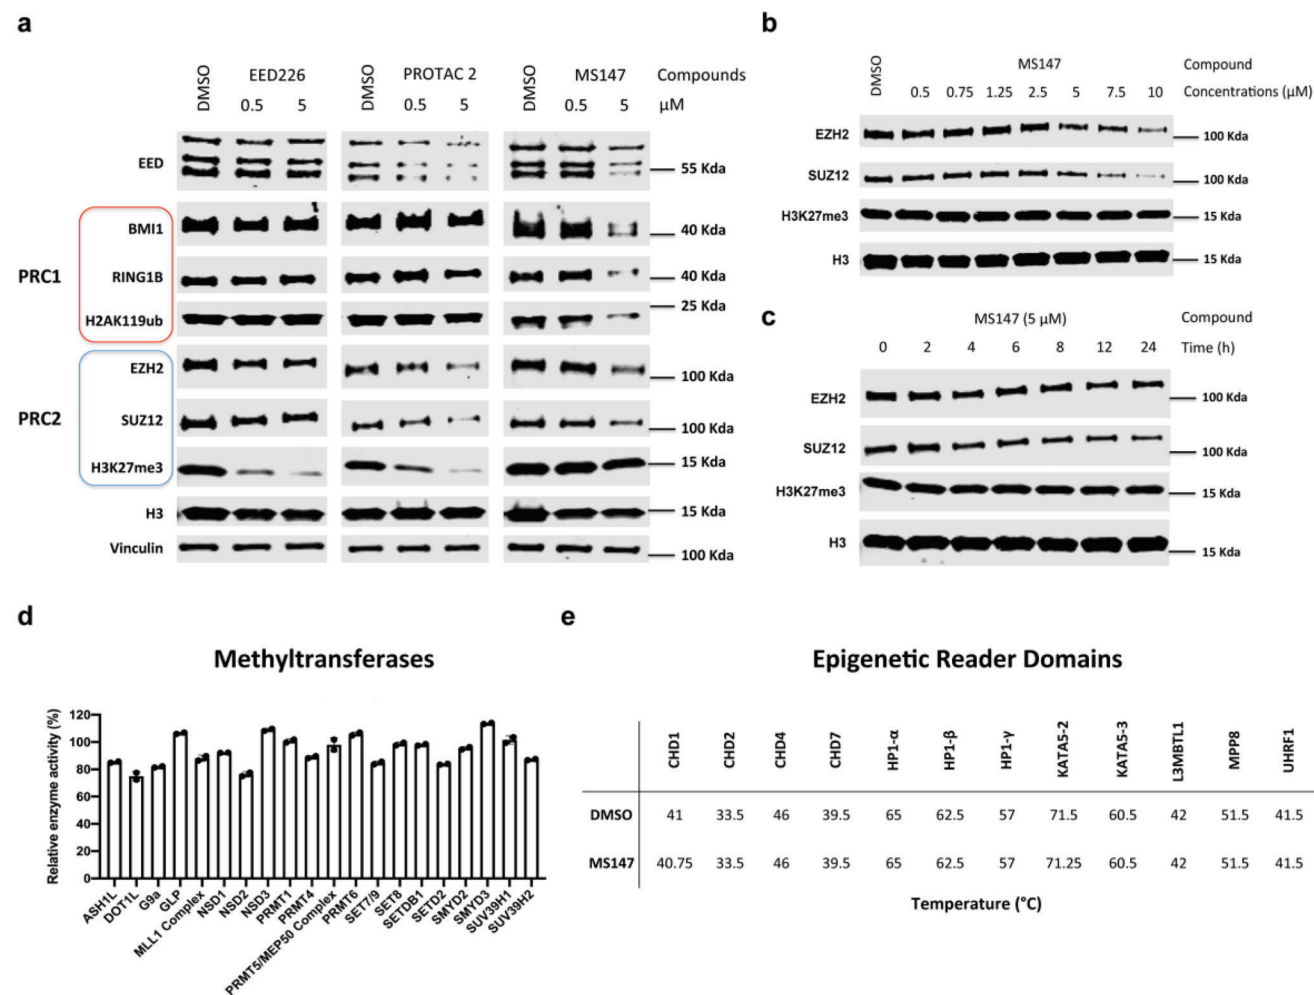 a
DMSO EED226 DMSO PROTAC 2 DMSO MS147 Compounds
0.5 5 0.5 5 0.5 5 μM
EED
55 Kda
BMI1
40 Kda
PRC1
RING1B
40 Kda
25 Kda
H2AK119ub
EZH2
100 Kda
PRC2
SUZ12
100 Kda
H3K27me3
15 Kda
H3
15 Kda
Vinculin
100 Kda
b
DMSO MS147 Compound
0.5 0.75 1.25 2.5 5 7.5 10 Concentrations (μM)
EZH2 100 Kda
SUZ12 100 Kda
H3K27me3 15 Kda
H3 15 Kda
c
MS147 (5 μM) Compound
0 2 4 6 8 12 24 Time (h)
EZH2 100 Kda
SUZ12 100 Kda
H3K27me3 15 Kda
H3 15 Kda
d
Methyltransferases
Relative enzyme activity (%)
120
100
80
60
40
20
0
ASH1L
DOT1L
G9a
GLP
MLL1 Complex
NSD1
NSD2
NSD3
PRMT1
PRMT4
PRMT5/MEP50 Complex
PRMT6
SET7/9
SET8
SETDB1
SETD2
SMYD2
SMYD3
SUV39H1
SUV39H2
e
Epigenetic Reader Domains
CHD1 CHD2 CHD4 CHD7 HP1-α HP1-β HP1-γ KATA5-2 KATA5-3 L3MBTL1 MPP8 UHRF1
DMSO 41 33.5 46 39.5 65 62.5 57 71.5 60.5 42 51.5 41.5
MS147 40.75 33.5 46 39.5 65 62.5 57 71.25 60.5 42 51.5 41.5
Temperature (°C)